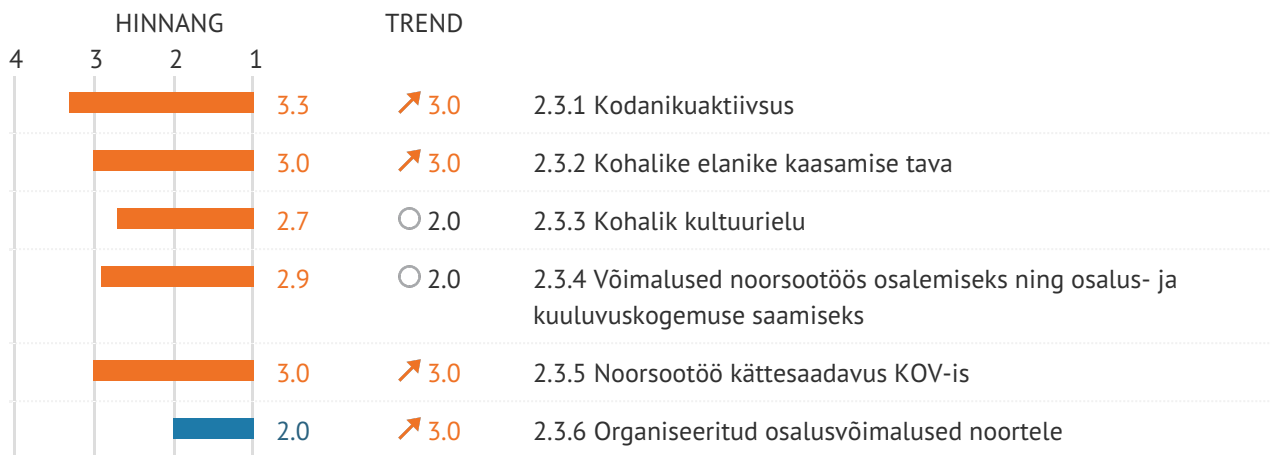 HINNANG TREND
4 3 2 1
3.3 3.0 2.3.1 Kodanikuaktiivsus
3.0 3.0 2.3.2 Kohalike elanike kaasamise tava
2.7 2.0 2.3.3 Kohalik kultuurielu
2.9 2.0 2.3.4 Võimalused noorsootöös osalemiseks ning osalus- ja
kuuluvuskogemuse saamiseks
3.0 3.0 2.3.5 Noorsootöö kättesaadavus KOV-is
2.0 3.0 2.3.6 Organiseeritud osalusvõimalused noortele